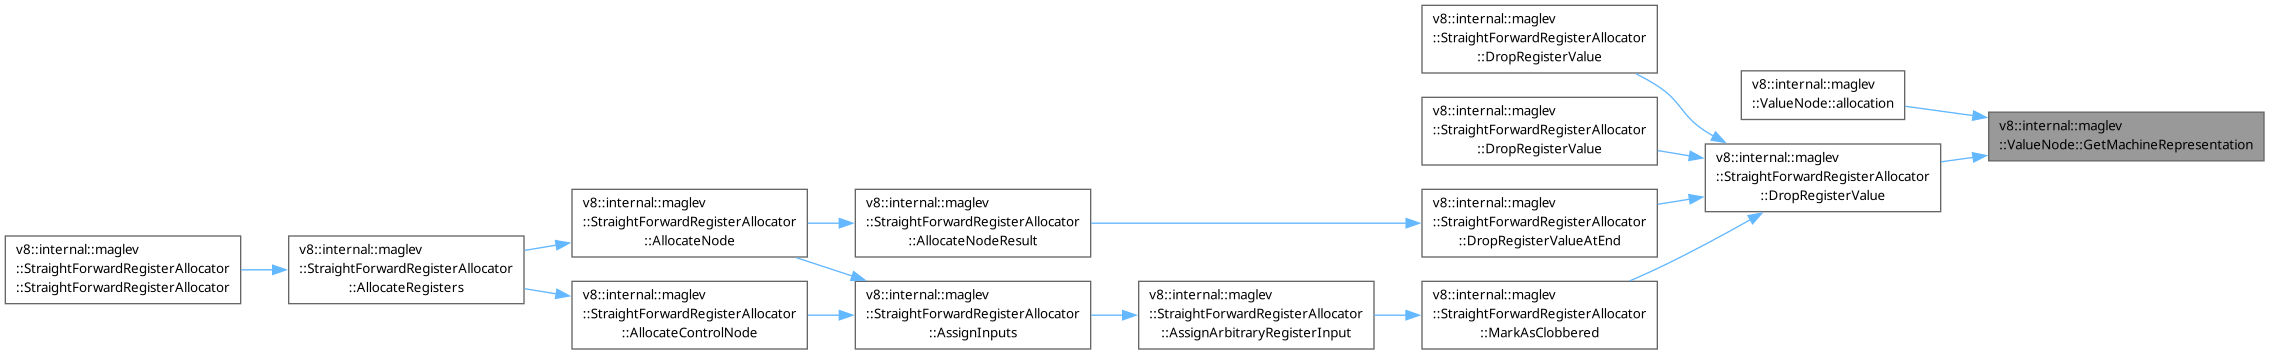 v8::internal::maglev
::StraightForwardRegisterAllocator
::StraightForwardRegisterAllocator
v8::internal::maglev
::StraightForwardRegisterAllocator
::AllocateRegisters
v8::internal::maglev
::StraightForwardRegisterAllocator
::AllocateNode
v8::internal::maglev
::StraightForwardRegisterAllocator
::AllocateControlNode
v8::internal::maglev
::StraightForwardRegisterAllocator
::AllocateNodeResult
v8::internal::maglev
::StraightForwardRegisterAllocator
::AssignInputs
v8::internal::maglev
::StraightForwardRegisterAllocator
::AssignArbitraryRegisterInput
v8::internal::maglev
::StraightForwardRegisterAllocator
::DropRegisterValue
v8::internal::maglev
::StraightForwardRegisterAllocator
::DropRegisterValue
v8::internal::maglev
::StraightForwardRegisterAllocator
::DropRegisterValueAtEnd
v8::internal::maglev
::StraightForwardRegisterAllocator
::MarkAsClobbered
v8::internal::maglev
::ValueNode::allocation
v8::internal::maglev
::StraightForwardRegisterAllocator
::DropRegisterValue
v8::internal::maglev
::ValueNode::GetMachineRepresentation